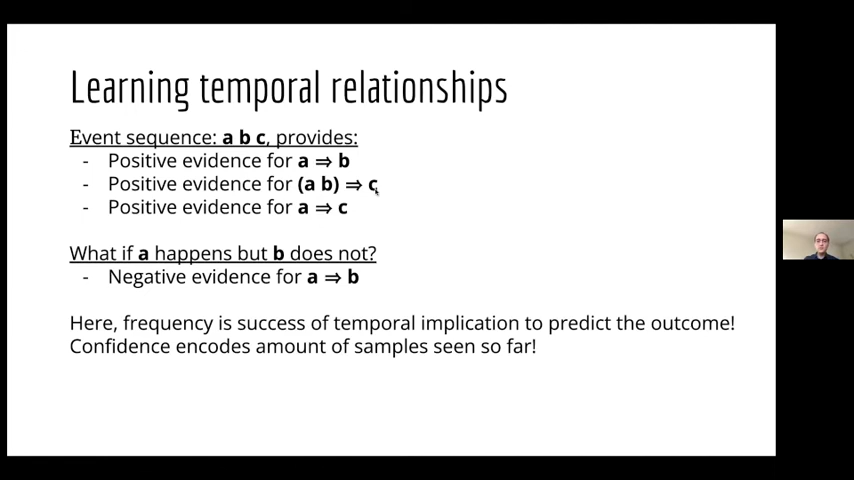 Learning temporal relationships
Event sequence: a b c, provides:
- Positive evidence for a ⇒ b
- Positive evidence for (a b) ⇒ c
- Positive evidence for a ⇒ c
What if a happens but b does not?
- Negative evidence for a ⇒ b
Here, frequency is success of temporal implication to predict the outcome!
Confidence encodes amount of samples seen so far!